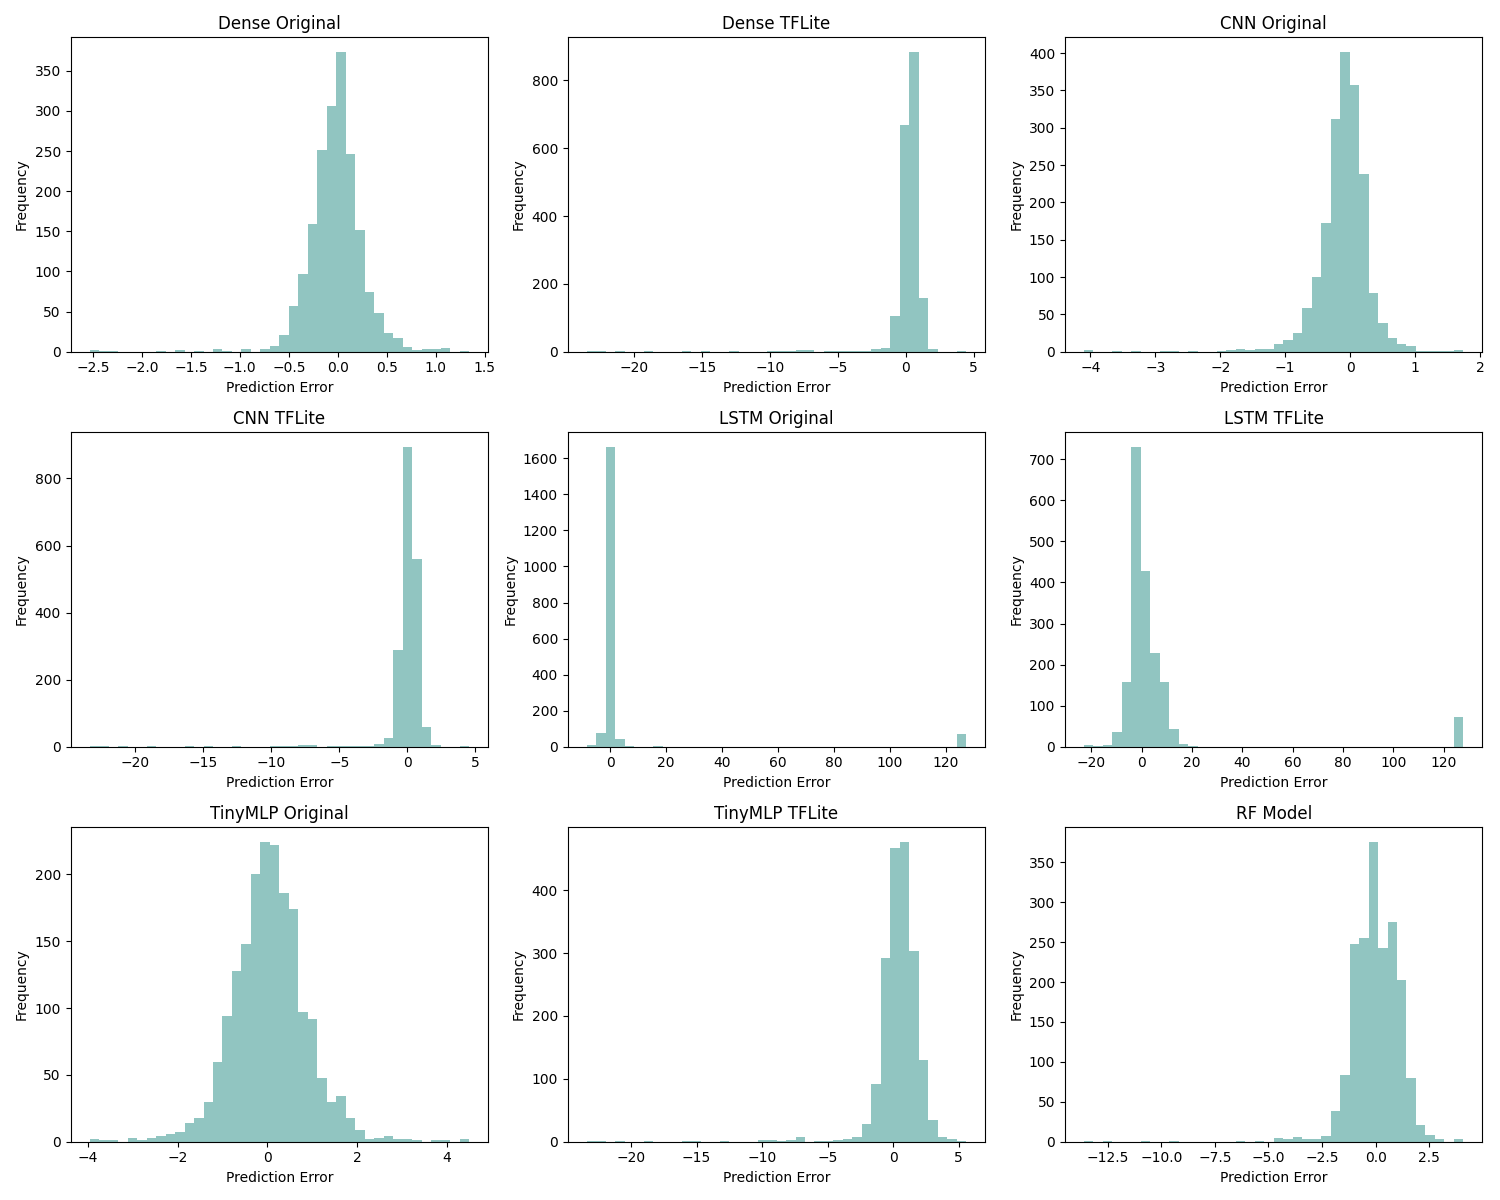 Dense Original
350
300
250
200
150
100
50
0
Frequency
−2.5 −2.0 −1.5 −1.0 −0.5 0.0 0.5 1.0 1.5
Prediction Error
Dense TFLite
800
600
400
200
0
Frequency
−20 −15 −10 −5 0 5
Prediction Error
CNN Original
400
350
300
250
200
150
100
50
0
Frequency
−4 −3 −2 −1 0 1 2
Prediction Error
CNN TFLite
800
600
400
200
0
Frequency
−20 −15 −10 −5 0 5
Prediction Error
LSTM Original
1600
1400
1200
1000
800
600
400
200
0
Frequency
0 20 40 60 80 100 120
Prediction Error
LSTM TFLite
700
600
500
400
300
200
100
0
Frequency
−20 0 20 40 60 80 100 120
Prediction Error
TinyMLP Original
200
150
100
50
0
Frequency
−4 −2 0 2 4
Prediction Error
TinyMLP TFLite
400
300
200
100
0
Frequency
−20 −15 −10 −5 0 5
Prediction Error
RF Model
350
300
250
200
150
100
50
0
Frequency
−12.5 −10.0 −7.5 −5.0 −2.5 0.0 2.5
Prediction Error